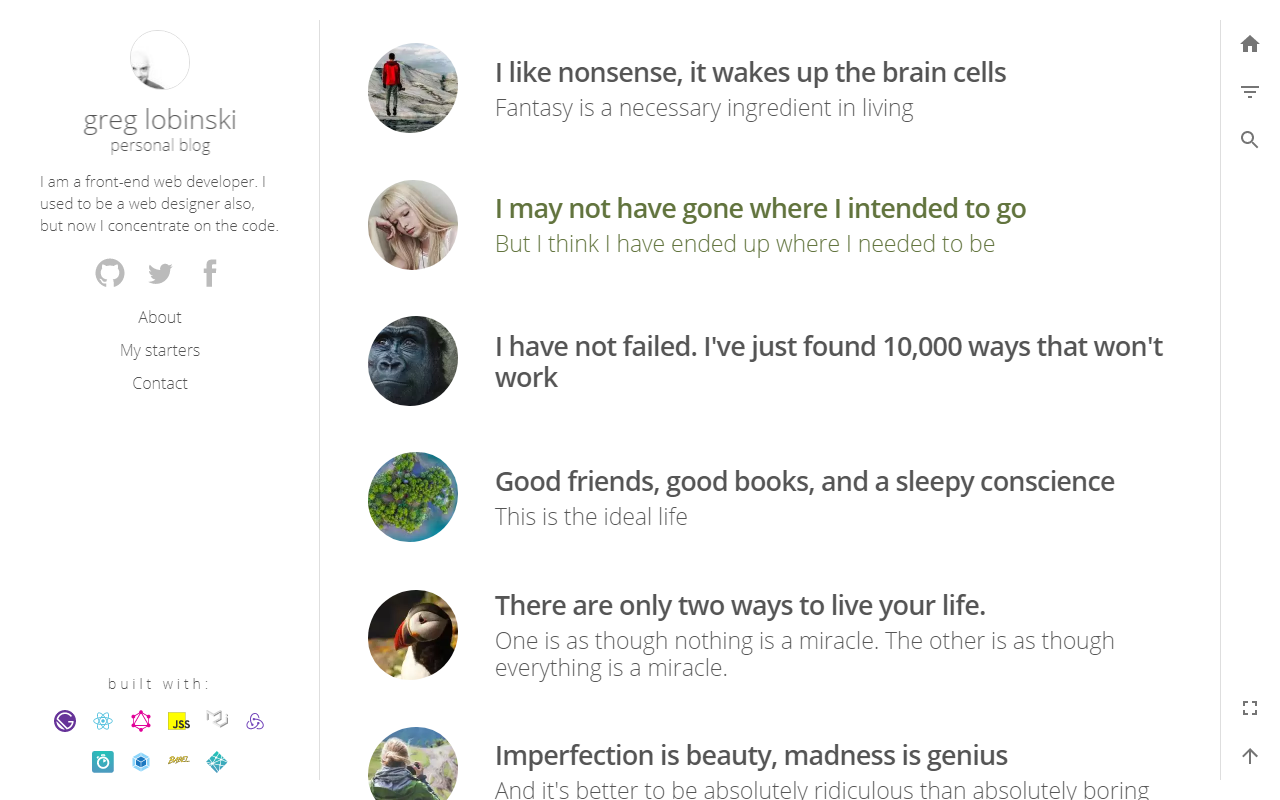 greg lobinski
personal blog
I am a front-end web developer. I
used to be a web designer also,
but now I concentrate on the code.
About
My starters
Contact
built with:
JSS
BABEL
I like nonsense, it wakes up the brain cells
Fantasy is a necessary ingredient in living
I may not have gone where I intended to go
But I think I have ended up where I needed to be
I have not failed. I've just found 10,000 ways that won't
work
Good friends, good books, and a sleepy conscience
This is the ideal life
There are only two ways to live your life.
One is as though nothing is a miracle. The other is as though
everything is a miracle.
Imperfection is beauty, madness is genius
And it's better to be absolutely ridiculous than absolutely boring